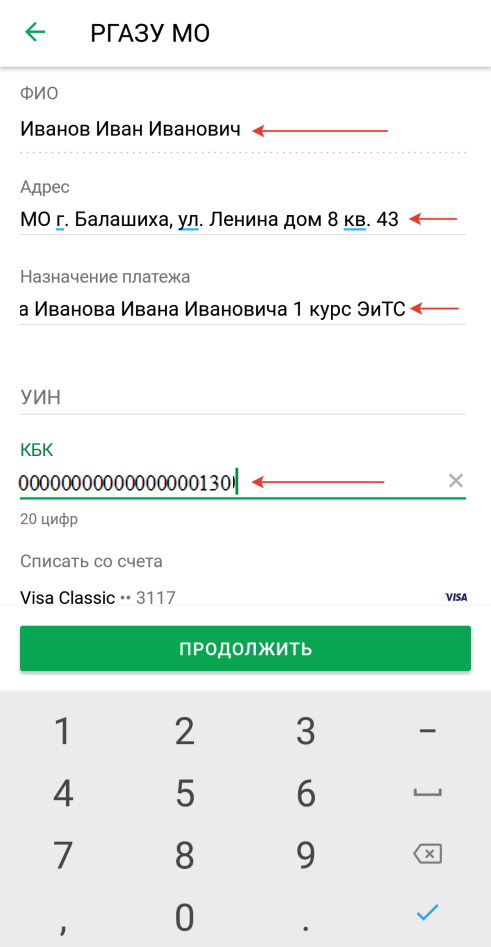 РГАЗУ МО
ФИО
Иванов Иван Иванович
Адрес
МО г. Балашиха, ул. Ленина дом 8 кв. 43
Назначение платежа
а Иванова Ивана Ивановича 1 курс ЭиТС
УИН
КБК
00000000000000000130
20 цифр
Списать со счета
Visa Classic •• 3117 VISA
ПРОДОЛЖИТЬ
1 2 3 –
4 5 6
7 8 9
, 0 .